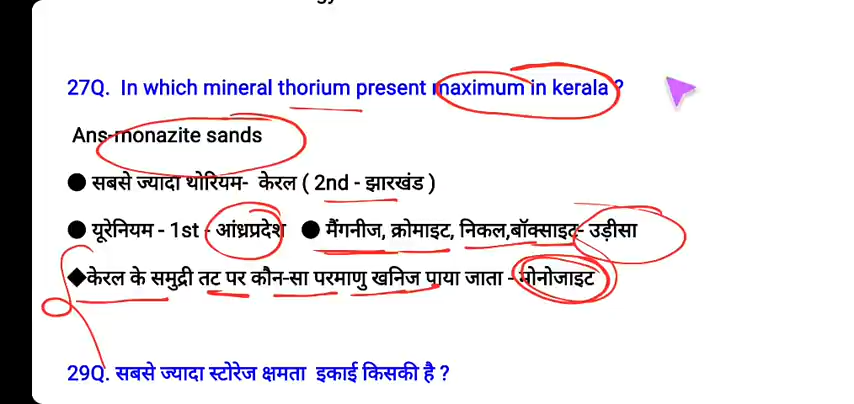 27Q. In which mineral thorium present maximum in kerala ?
Ans-monazite sands
● सबसे ज्यादा थोरियम- केरल ( 2nd - झारखंड )
● यूरेनियम - 1st - आंध्रप्रदेश ● मैंगनीज, क्रोमाइट, निकल,बॉक्साइट- उड़ीसा
◆केरल के समुद्री तट पर कौन-सा परमाणु खनिज पाया जाता - मोनोजाइट
29Q. सबसे ज्यादा स्टोरेज क्षमता इकाई किसकी है ?